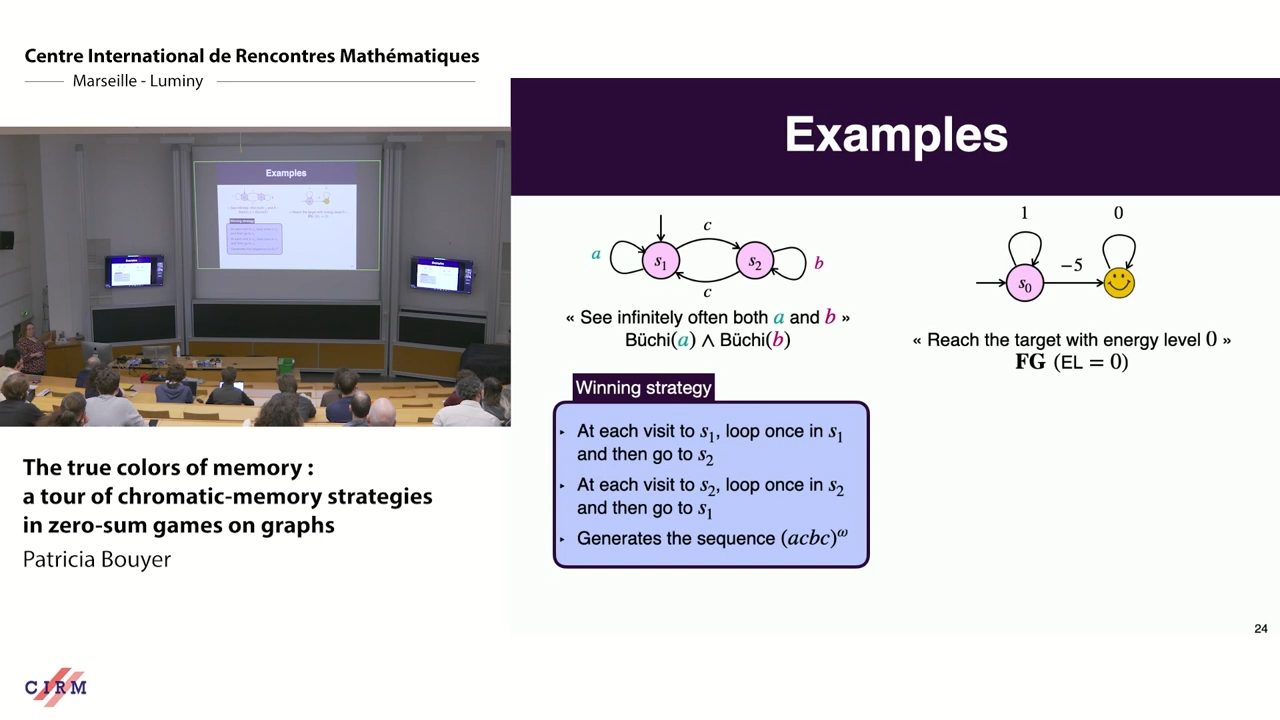 Centre International de Rencontres Mathématiques
Marseille - Luminy
Examples
a
s₁
c
c
s₂
b
« See infinitely often both a and b »
Büchi(a) ∧ Büchi(b)
1
0
s₀
−5
« Reach the target with energy level 0 »
FG (EL = 0)
Winning strategy
‣ At each visit to s₁, loop once in s₁
and then go to s₂
‣ At each visit to s₂, loop once in s₂
and then go to s₁
‣ Generates the sequence (acbc)^ω
24
Examples
The true colors of memory :
a tour of chromatic-memory strategies
in zero-sum games on graphs
Patricia Bouyer
CIRM